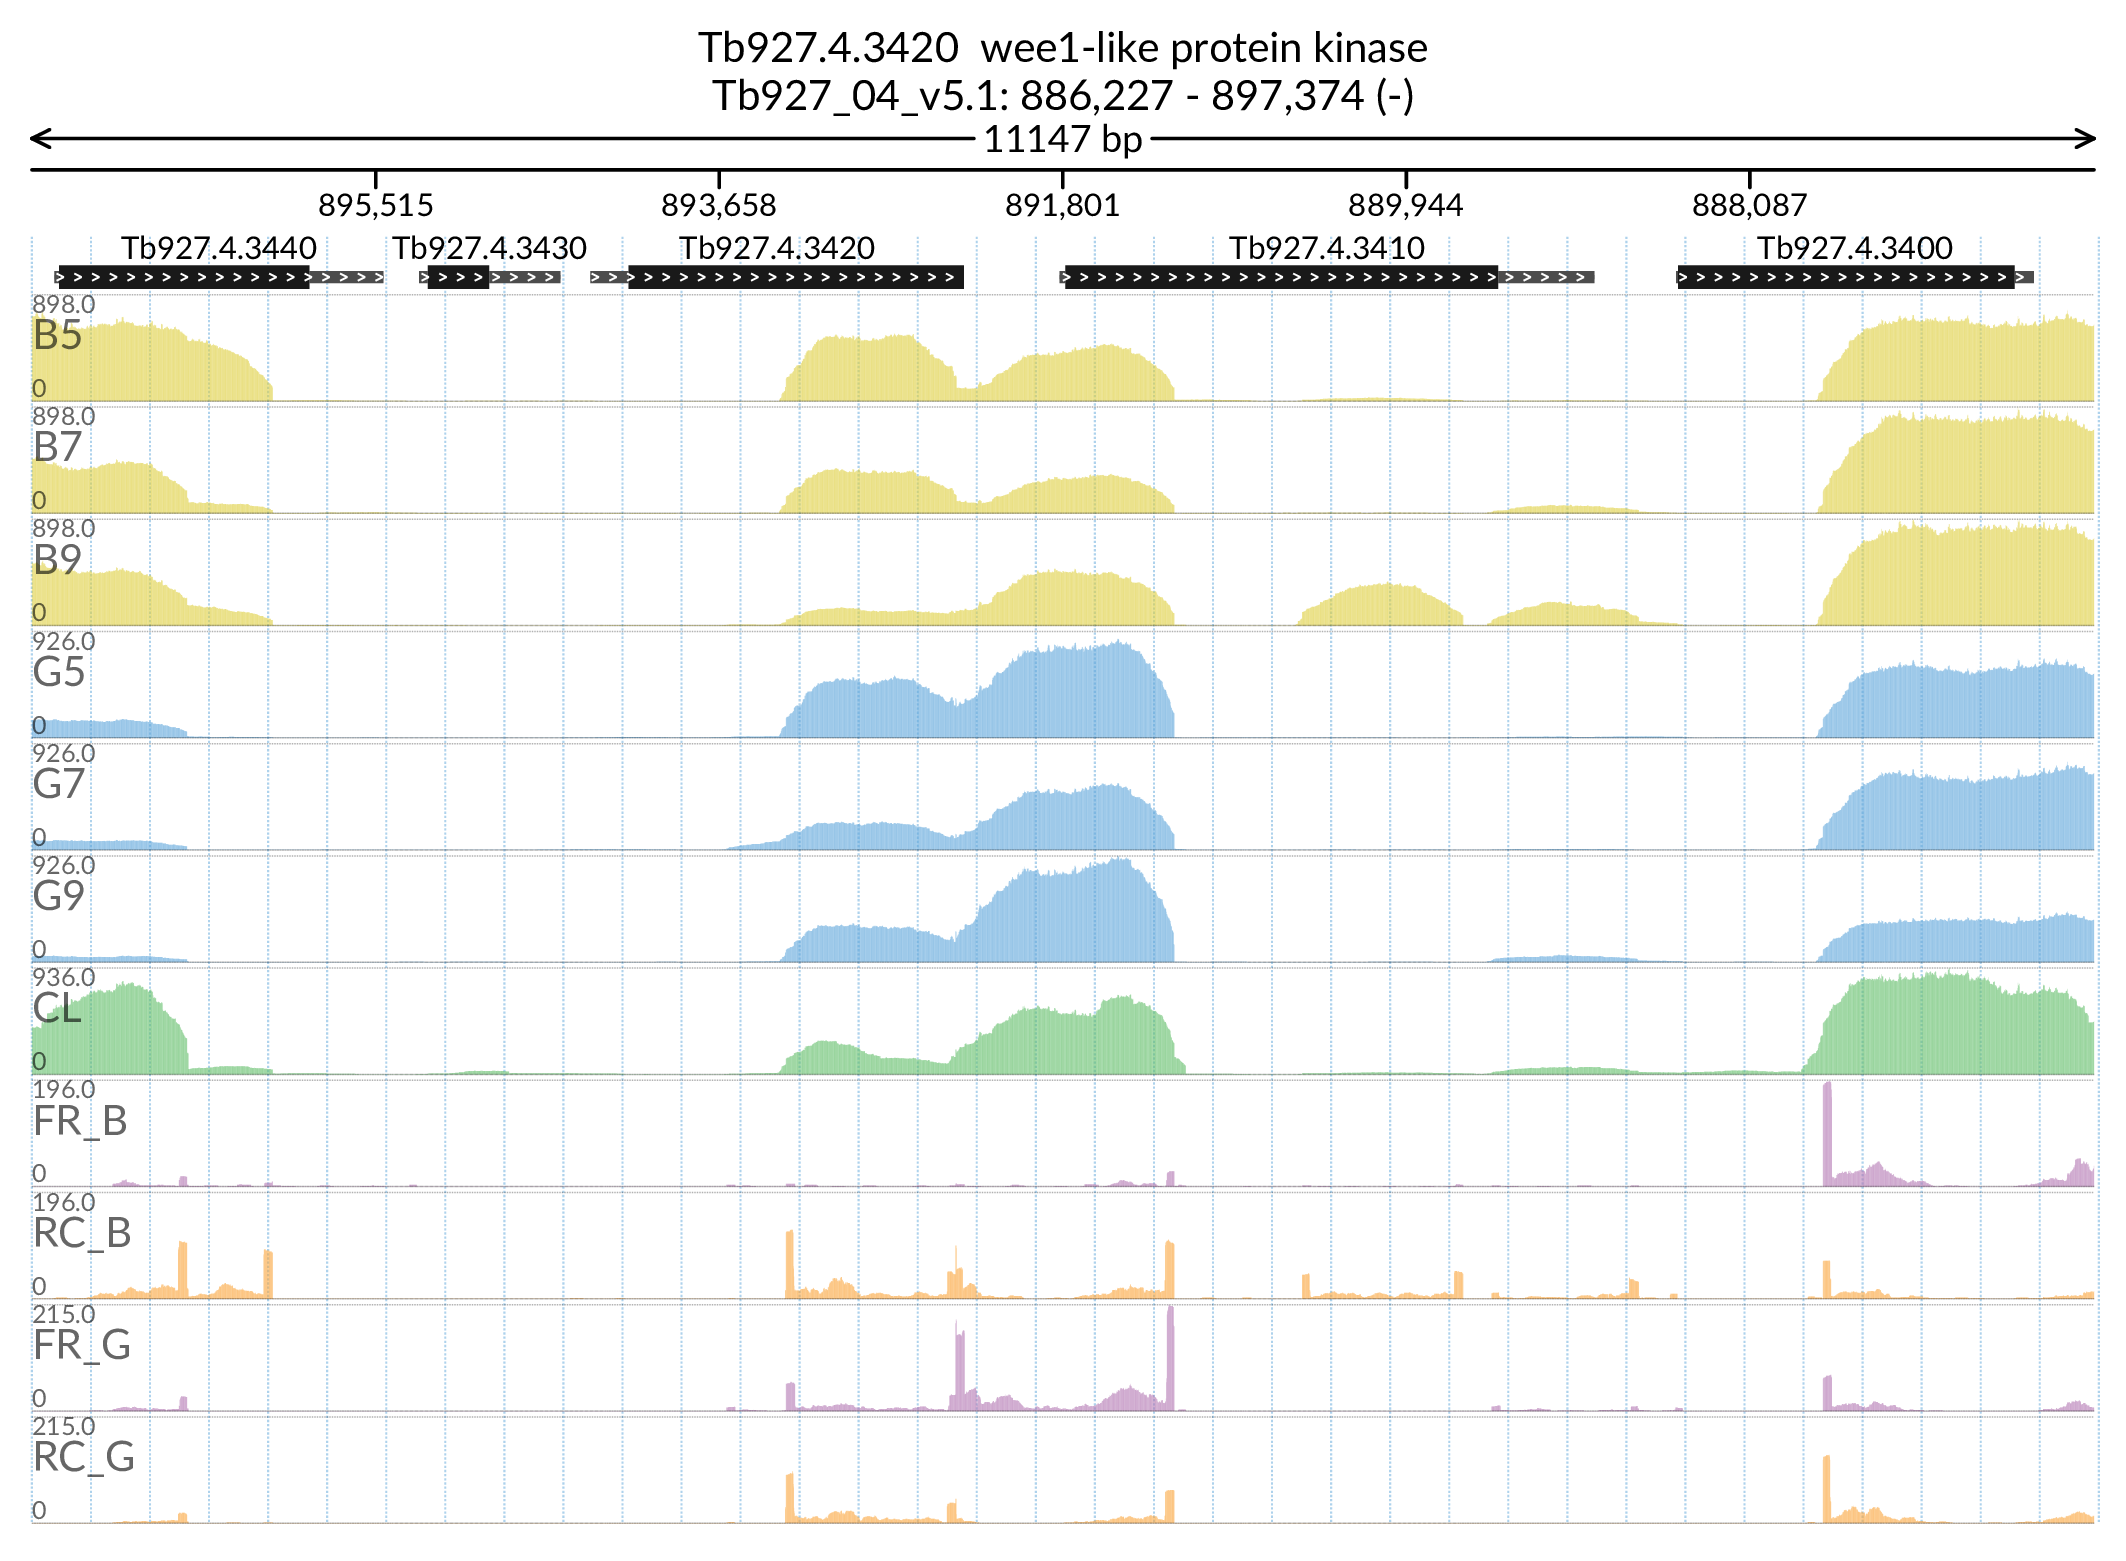 Tb927.4.3420 wee1-like protein kinase
Tb927_04_v5.1: 886,227 - 897,374 (-)
11147 bp
895,515 893,658 891,801 889,944 888,087
Tb927.4.3440 Tb927.4.3430 Tb927.4.3420 Tb927.4.3410 Tb927.4.3400
898.0
B5
0
898.0
B7
0
898.0
B9
0
926.0
G5
0
926.0
G7
0
926.0
G9
0
936.0
CL
0
196.0
FR_B
0
196.0
RC_B
0
215.0
FR_G
0
215.0
RC_G
0